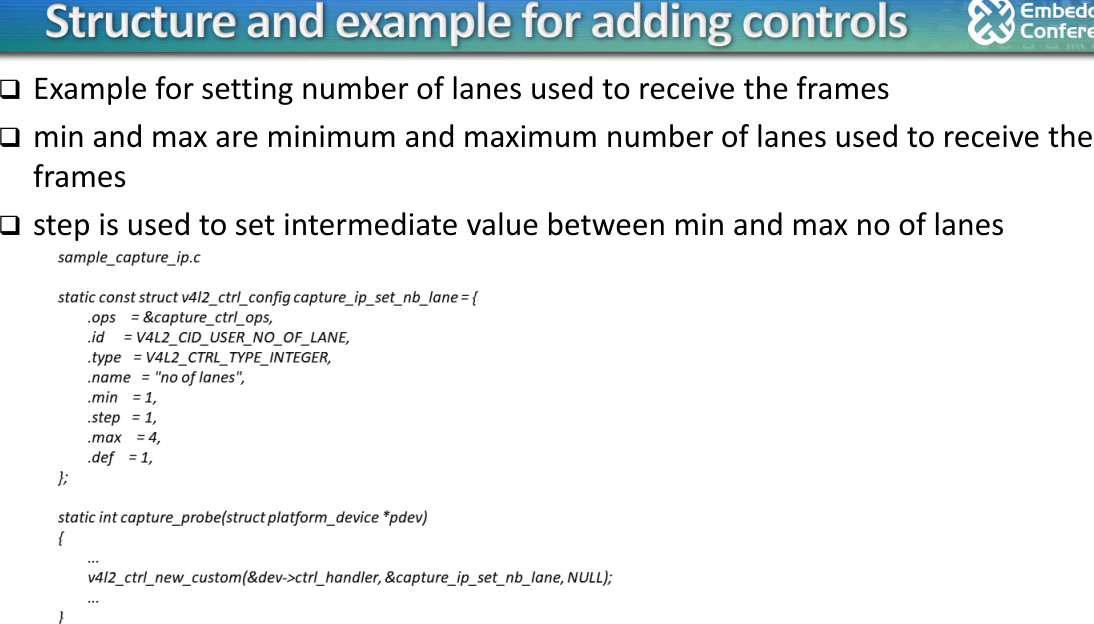 Structure and example for adding controls
Example for setting number of lanes used to receive the frames
min and max are minimum and maximum number of lanes used to receive the
frames
step is used to set intermediate value between min and max no of lanes
sample_capture_ip.c
static const struct v4l2_ctrl_config capture_ip_set_nb_lane = {
.ops = &capture_ctrl_ops,
.id = V4L2_CID_USER_NO_OF_LANE,
.type = V4L2_CTRL_TYPE_INTEGER,
.name = "no of lanes",
.min = 1,
.step = 1,
.max = 4,
.def = 1,
};
static int capture_probe(struct platform_device *pdev)
{
...
v4l2_ctrl_new_custom(&dev->ctrl_handler, &capture_ip_set_nb_lane, NULL);
...
}